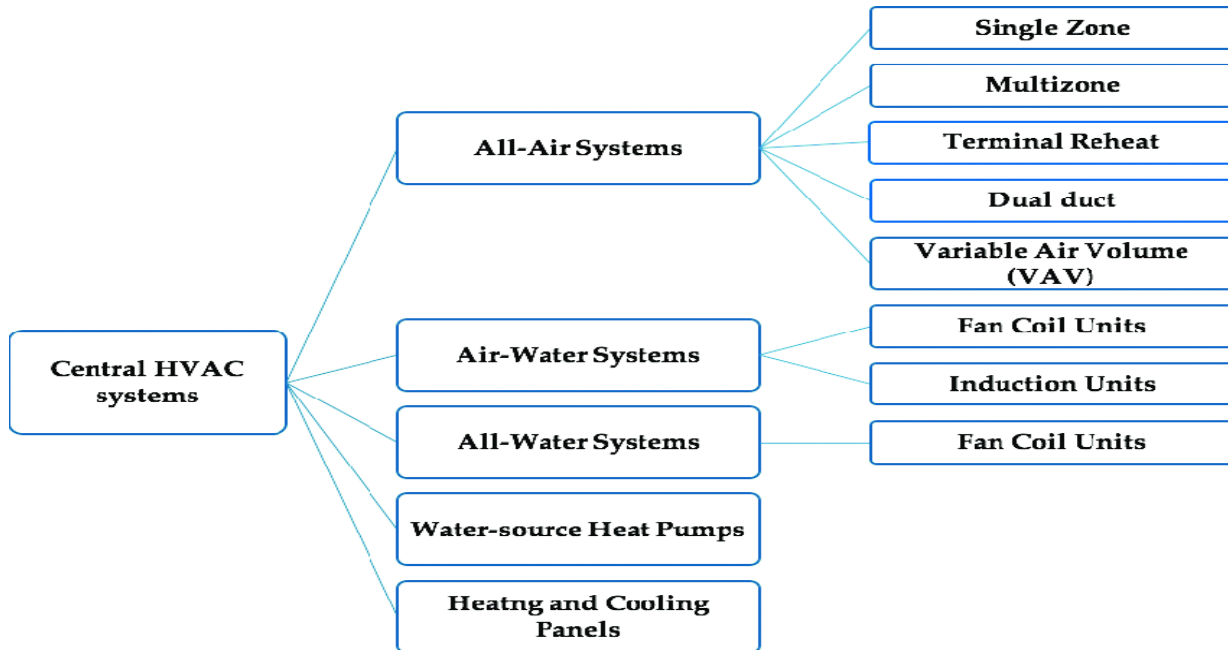 Single Zone
Multizone
All-Air Systems
Terminal Reheat
Dual duct
Variable Air Volume
(VAV)
Central HVAC
systems
Air-Water Systems
Fan Coil Units
Induction Units
All-Water Systems
Fan Coil Units
Water-source Heat Pumps
Heatng and Cooling
Panels